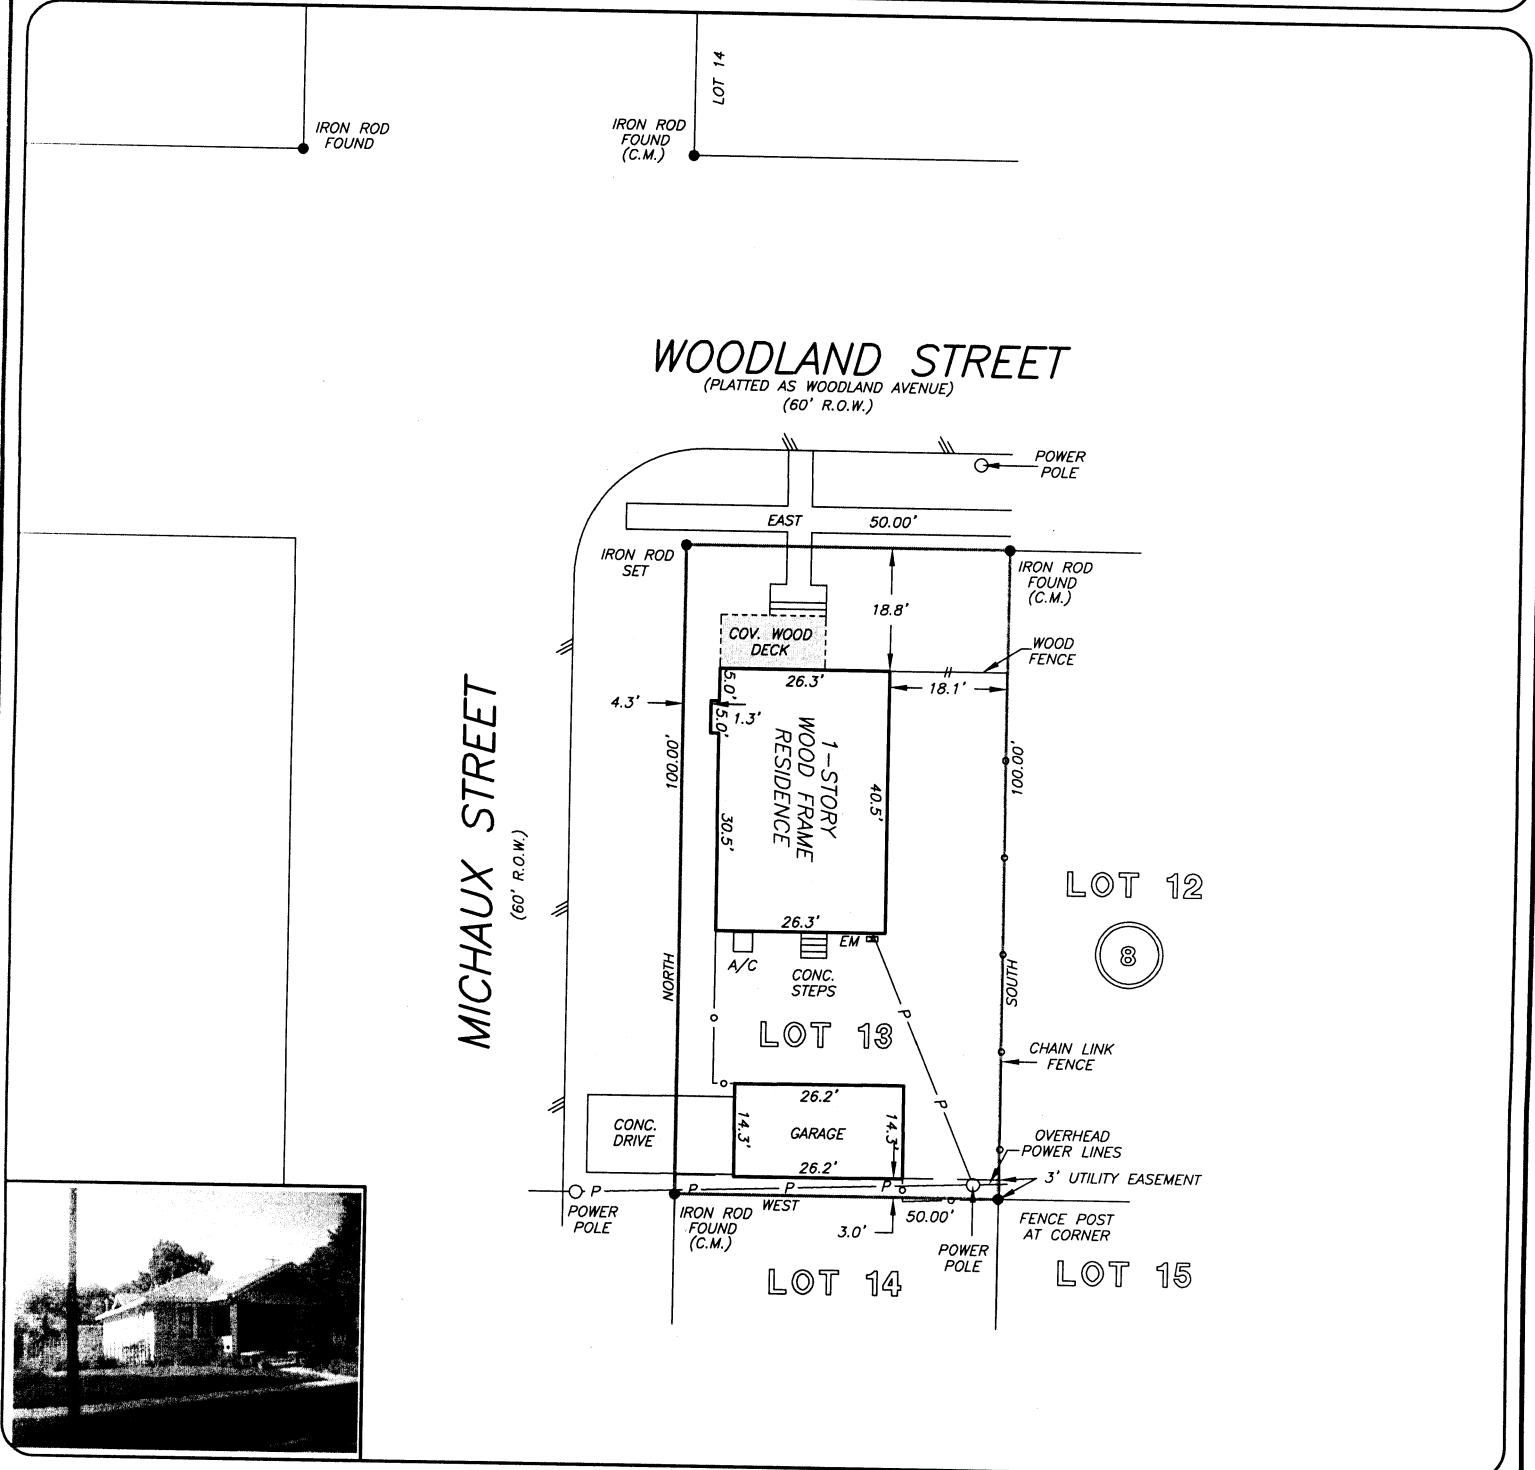 LOT 14
IRON ROD
FOUND
IRON ROD
FOUND
(C.M.)
WOODLAND STREET
(PLATTED AS WOODLAND AVENUE)
(60' R.O.W.)
POWER
POLE
EAST
50.00'
IRON ROD
SET
IRON ROD
FOUND
(C.M.)
18.8'
COV. WOOD
DECK
WOOD
FENCE
26.3'
5.0'
18.1'
4.3'
1.3'
5.0'
100.00'
100.00'
1-STORY
WOOD FRAME
RESIDENCE
40.5'
30.5'
MICHAUX STREET
(60' R.O.W.)
LOT 12
8
26.3'
EM
A/C
CONC.
STEPS
NORTH
SOUTH
P
LOT 13
CHAIN LINK
FENCE
P
26.2'
CONC.
DRIVE
14.3'
GARAGE
14.3'
OVERHEAD
POWER LINES
26.2'
3' UTILITY EASEMENT
P
P
P
P
WEST
50.00'
POWER
POLE
IRON ROD
FOUND
(C.M.)
3.0'
FENCE POST
AT CORNER
POWER
POLE
LOT 14
LOT 15